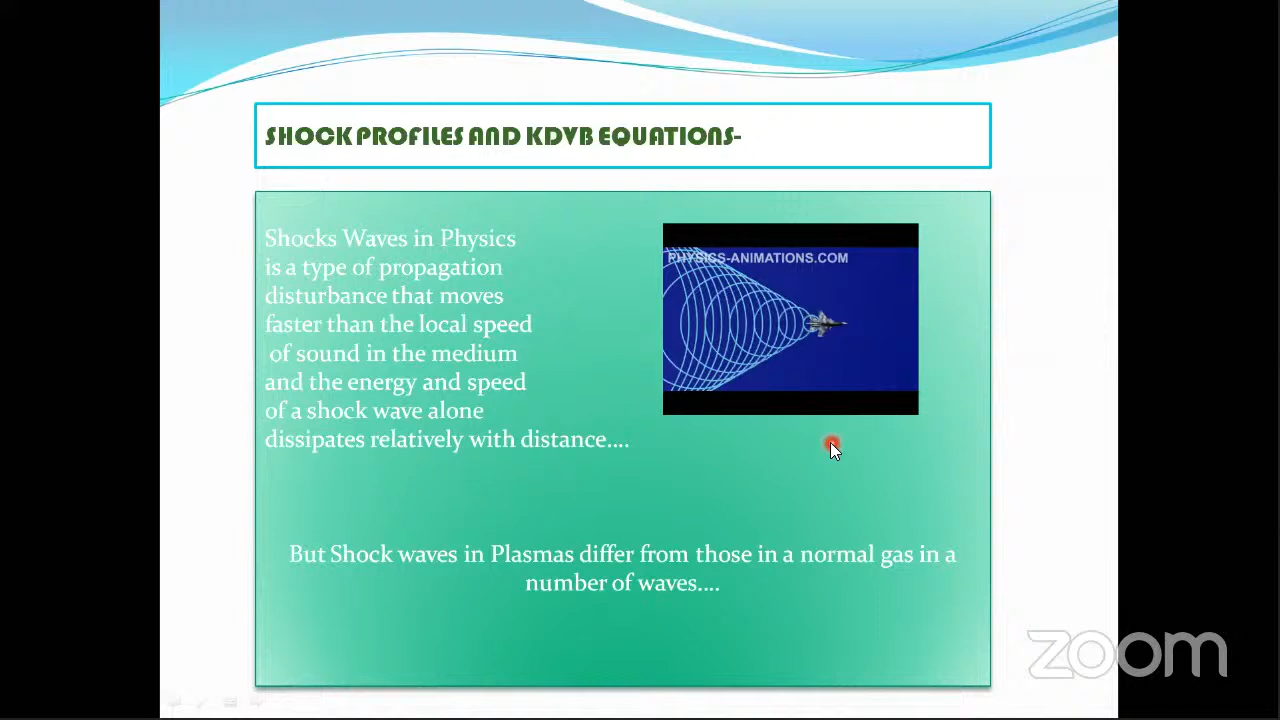 SHOCK PROFILES AND KDVB EQUATIONS-
Shocks Waves in Physics
is a type of propagation
disturbance that moves
faster than the local speed
of sound in the medium
and the energy and speed
of a shock wave alone
dissipates relatively with distance....
PHYSICS-ANIMATIONS.COM
But Shock waves in Plasmas differ from those in a normal gas in a
number of waves....
zoom